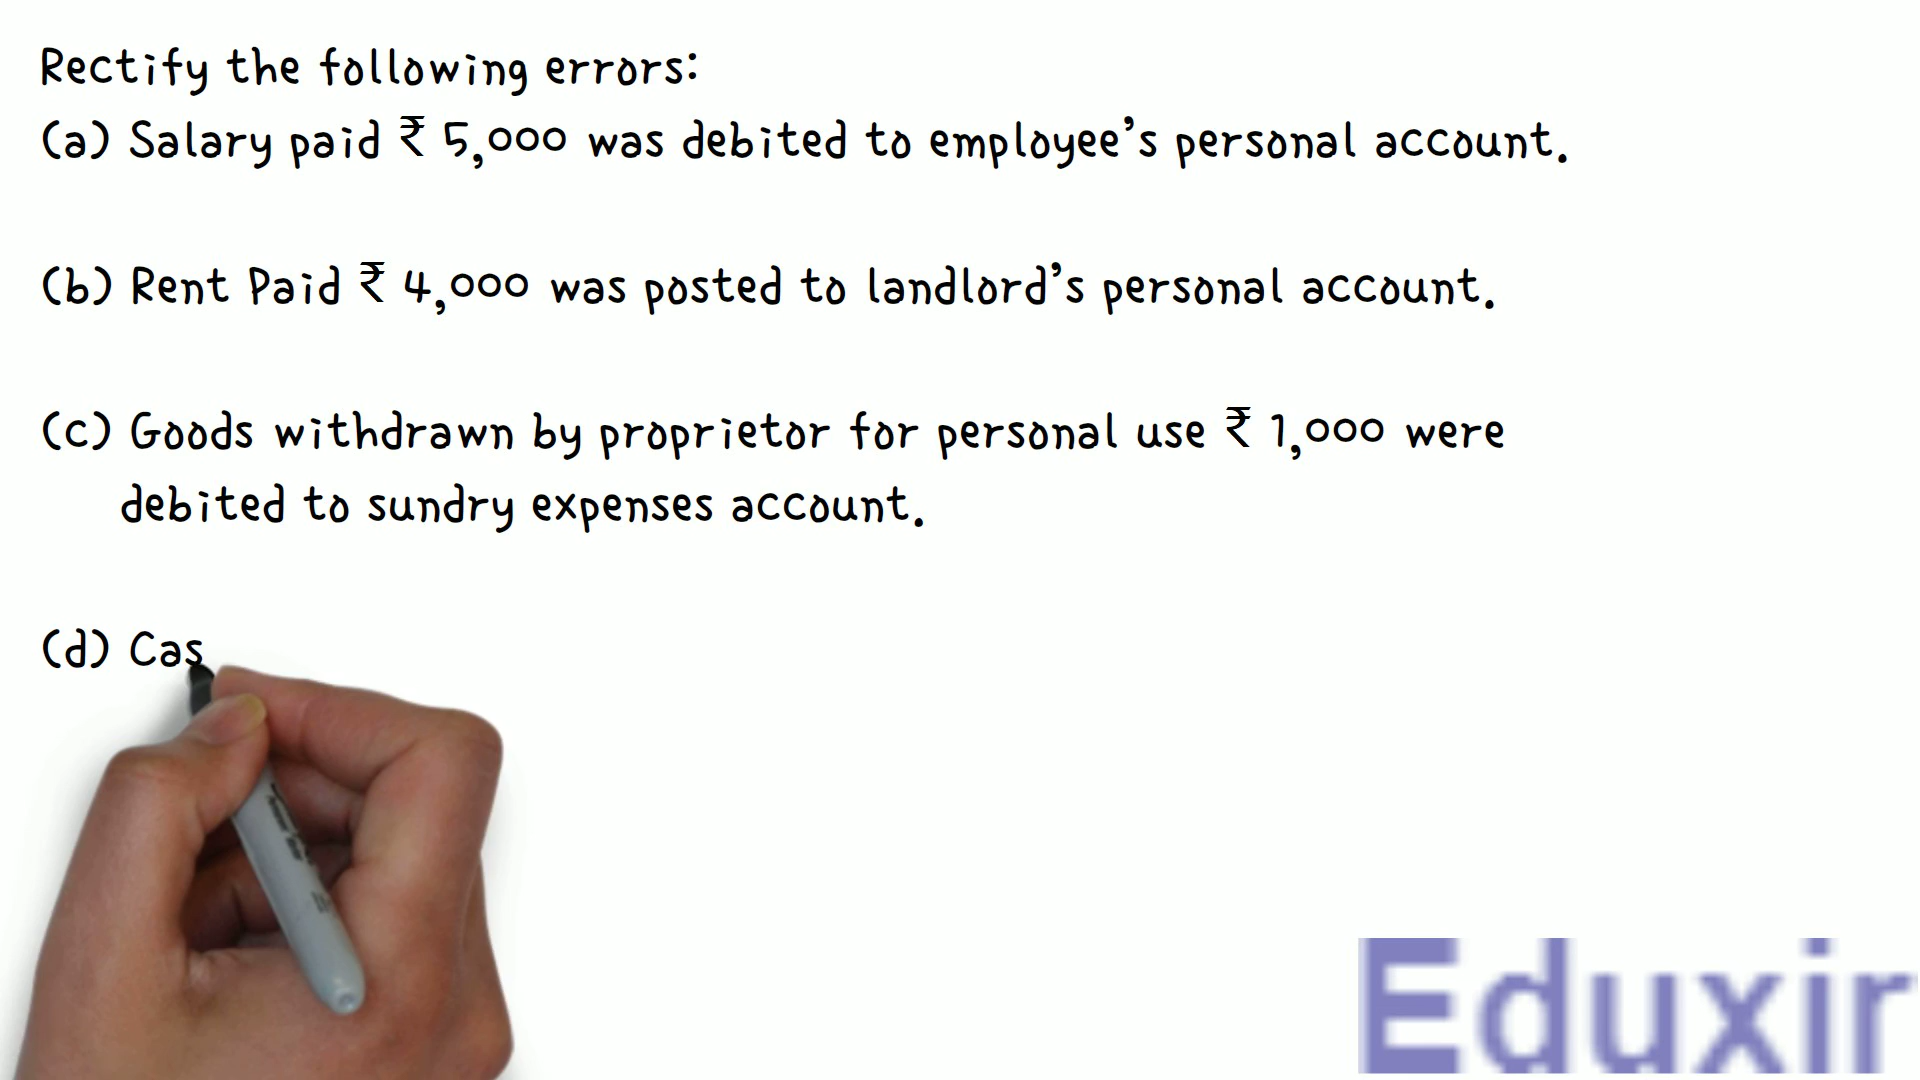 Rectify the following errors:
(a) Salary paid ₹ 5,000 was debited to employee’s personal account.
(b) Rent Paid ₹ 4,000 was posted to landlord’s personal account.
(c) Goods withdrawn by proprietor for personal use ₹ 1,000 were
debited to sundry expenses account.
(d) Cas
Eduxir